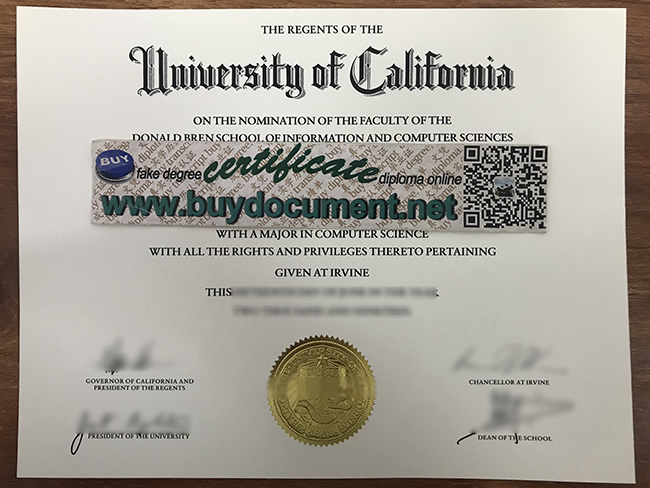 THE REGENTS OF THE
University of California
ON THE NOMINATION OF THE FACULTY OF THE
DONALD BREN SCHOOL OF INFORMATION AND COMPUTER SCIENCES
BUY
fake degree certificate diploma online
www.buydocument.net
WITH A MAJOR IN COMPUTER SCIENCE
WITH ALL THE RIGHTS AND PRIVILEGES THERETO PERTAINING
GIVEN AT IRVINE
THIS
GOVERNOR OF CALIFORNIA AND
PRESIDENT OF THE REGENTS
CHANCELLOR AT IRVINE
PRESIDENT OF THE UNIVERSITY
DEAN OF THE SCHOOL